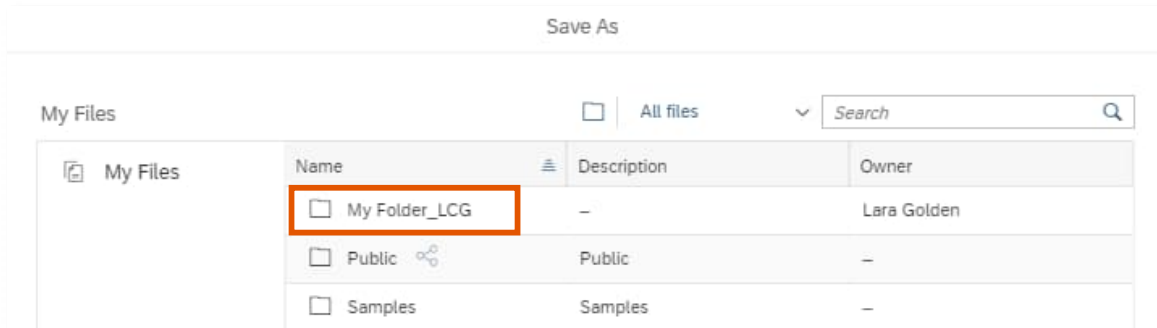 Save As
My Files All files Search
My Files Name Description Owner
My Folder_LCG – Lara Golden
Public Public –
Samples Samples –